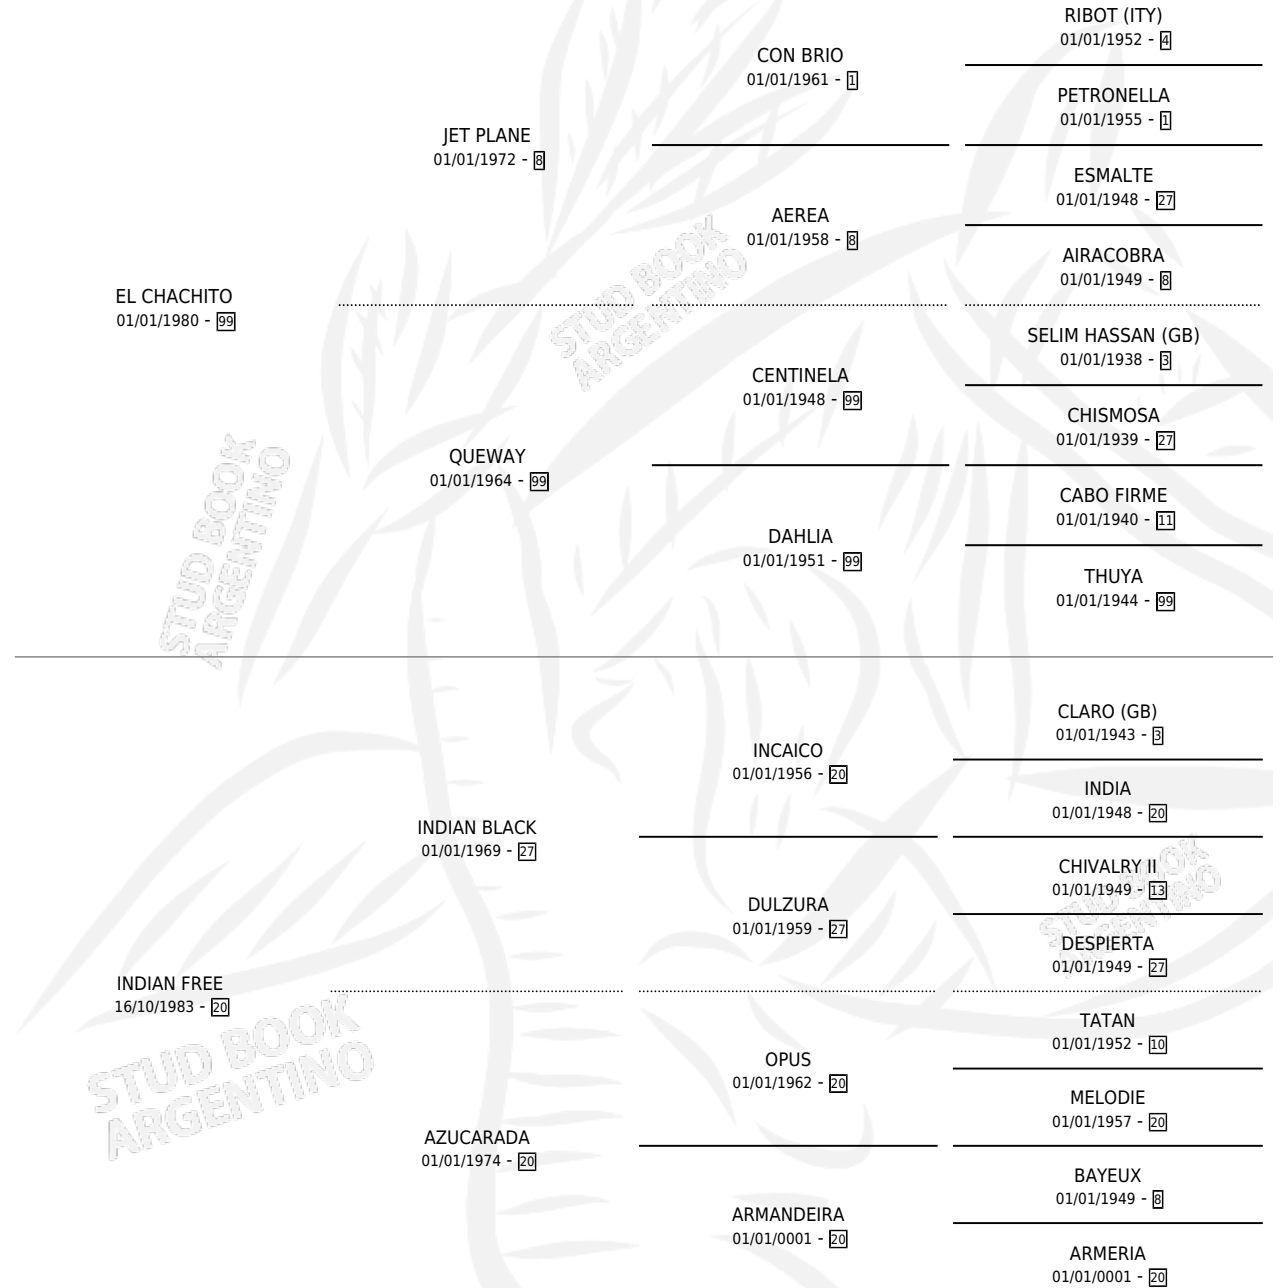 RIBOT (ITY)
01/01/1952 - 4
CON BRIO
01/01/1961 - 1
PETRONELLA
01/01/1955 - 1
JET PLANE
01/01/1972 - 8
ESMALTE
01/01/1948 - 27
AEREA
01/01/1958 - 8
AIRACOBRA
01/01/1949 - 8
EL CHACHITO
01/01/1980 - 99
SELIM HASSAN (GB)
01/01/1938 - 3
CENTINELA
01/01/1948 - 99
CHISMOSA
01/01/1939 - 27
QUEWAY
01/01/1964 - 99
CABO FIRME
01/01/1940 - 11
DAHLIA
01/01/1951 - 99
THUYA
01/01/1944 - 99
CLARO (GB)
01/01/1943 - 3
INCAICO
01/01/1956 - 20
INDIA
01/01/1948 - 20
INDIAN BLACK
01/01/1969 - 27
CHIVALRY II
01/01/1949 - 13
DULZURA
01/01/1959 - 27
DESPIERTA
01/01/1949 - 27
INDIAN FREE
16/10/1983 - 20
TATAN
01/01/1952 - 10
OPUS
01/01/1962 - 20
MELODIE
01/01/1957 - 20
AZUCARADA
01/01/1974 - 20
BAYEUX
01/01/1949 - 8
ARMANDEIRA
01/01/0001 - 20
ARMERIA
01/01/0001 - 20
STUD BOOK
ARGENTINO
STUD BOOK
ARGENTINO
STUD BOOK
ARGENTINO
STUD BOOK
ARGENTINO